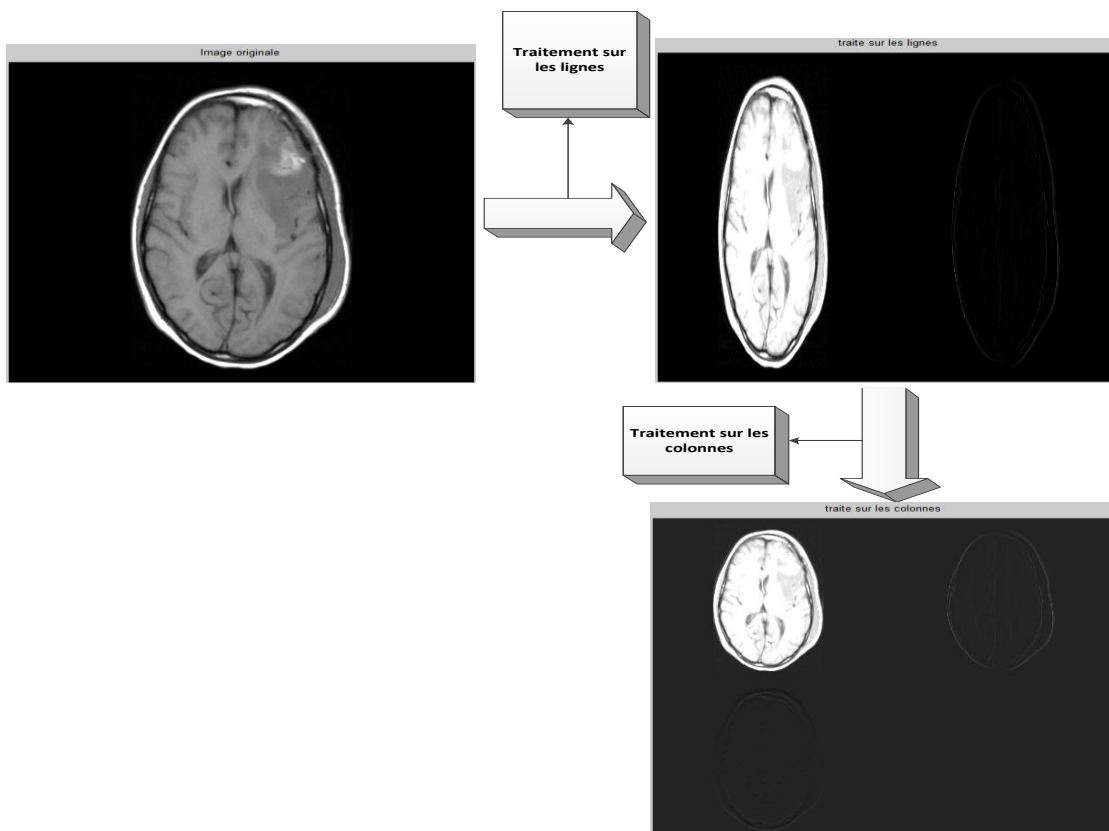 Image originale
Traitement sur
les lignes
traite sur les lignes
Traitement sur les
colonnes
traite sur les colonnes